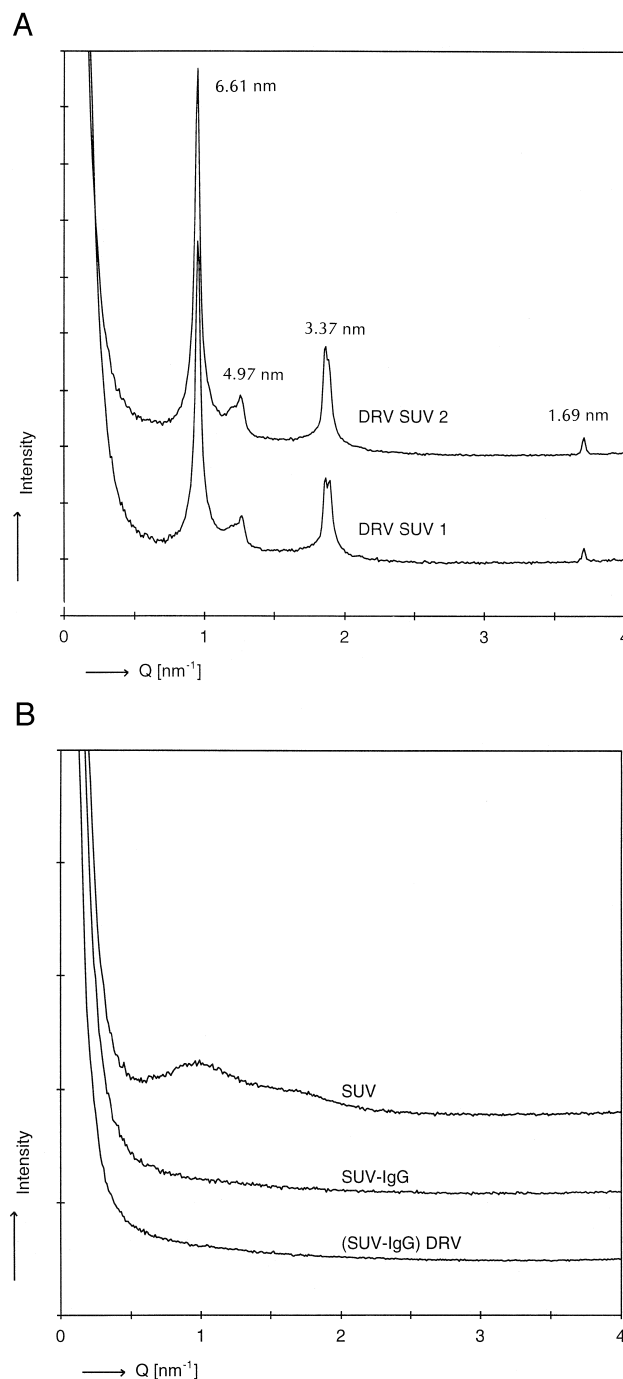 A
6.61 nm
3.37 nm
4.97 nm
DRV SUV 2
1.69 nm
DRV SUV 1
Intensity
0 1 2 3 4
Q [nm-1]
B
SUV
SUV-IgG
(SUV-IgG) DRV
Intensity
0 1 2 3 4
Q [nm-1]